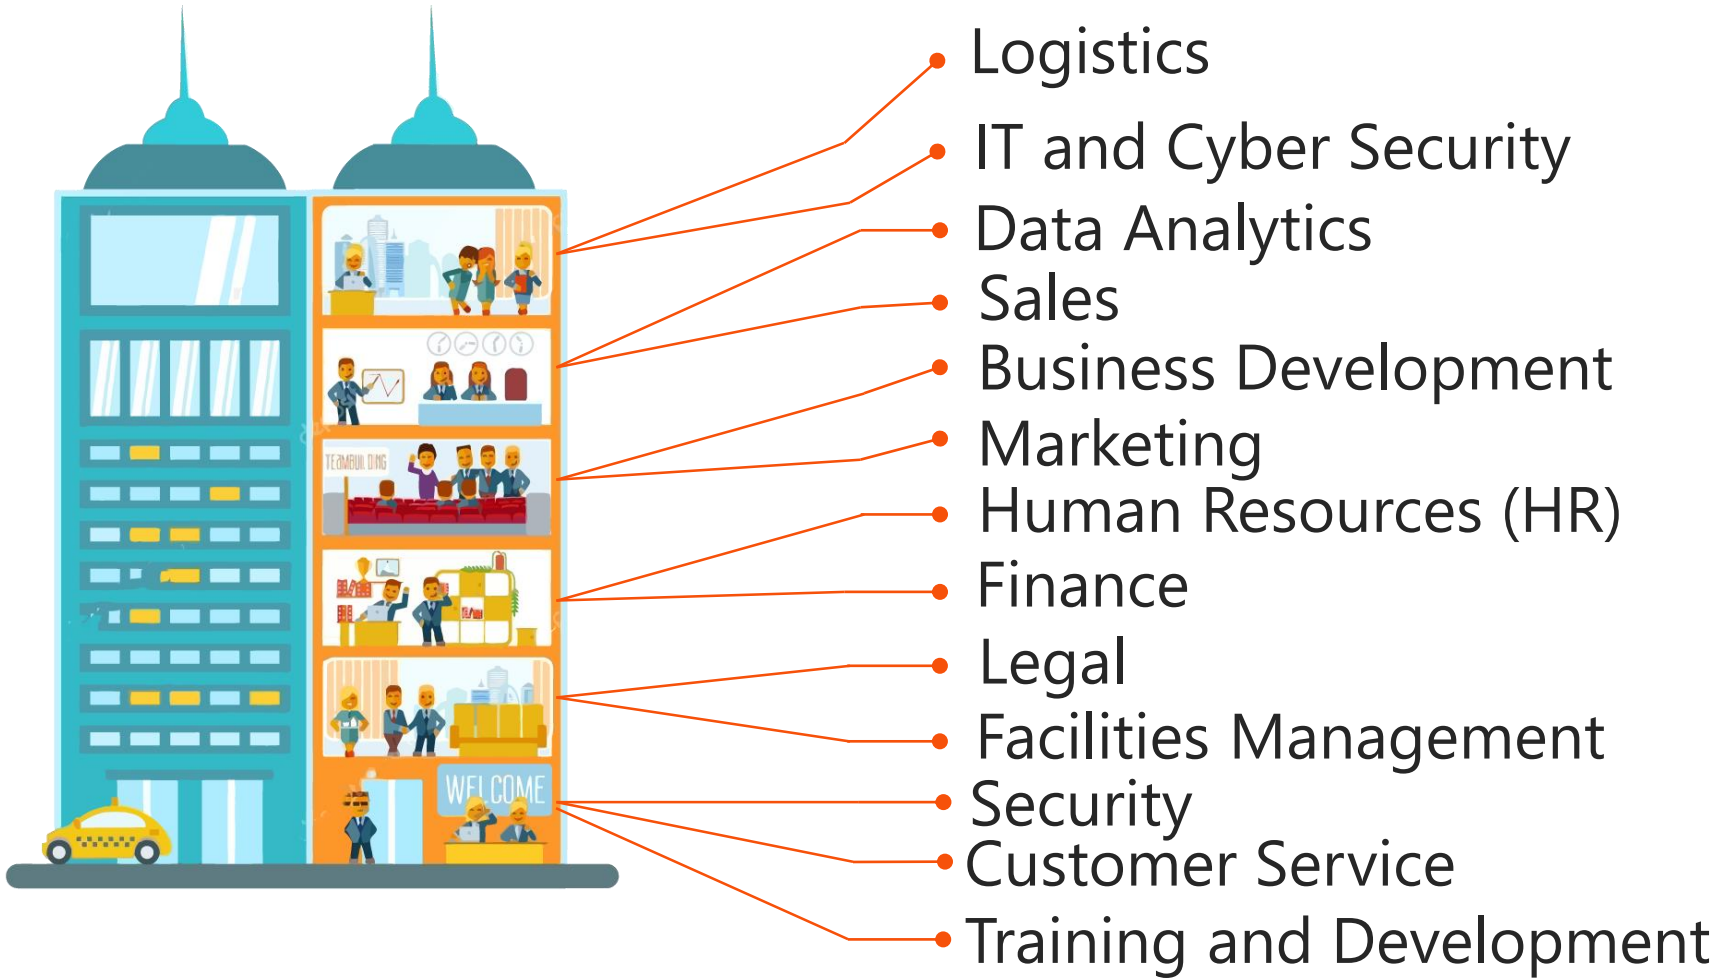 Logistics
IT and Cyber Security
Data Analytics
Sales
Business Development
TEAMBUILDING
Marketing
Human Resources (HR)
Finance
Legal
Facilities Management
WELCOME
Security
Customer Service
Training and Development